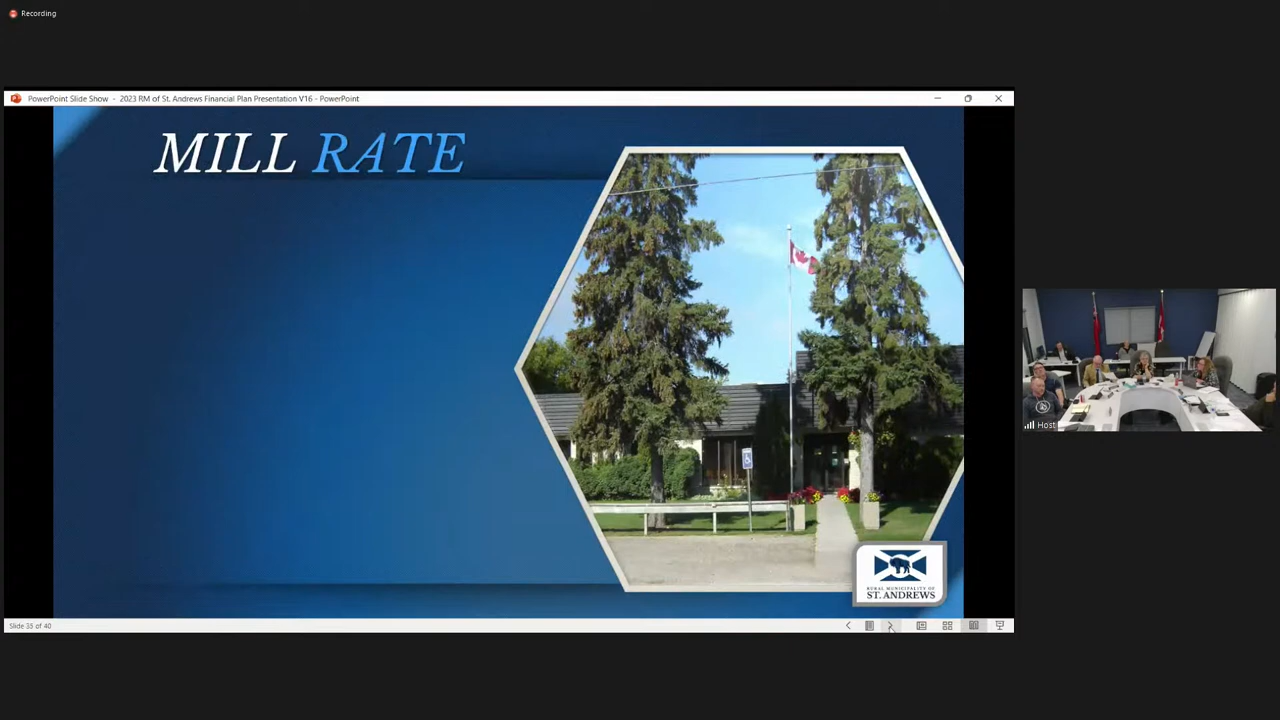 Recording
PowerPoint Slide Show - 2023 RM of St. Andrews Financial Plan Presentation V16 - PowerPoint
MILL RATE
RURAL MUNICIPALITY OF
ST. ANDREWS
Host
Slide 35 of 40